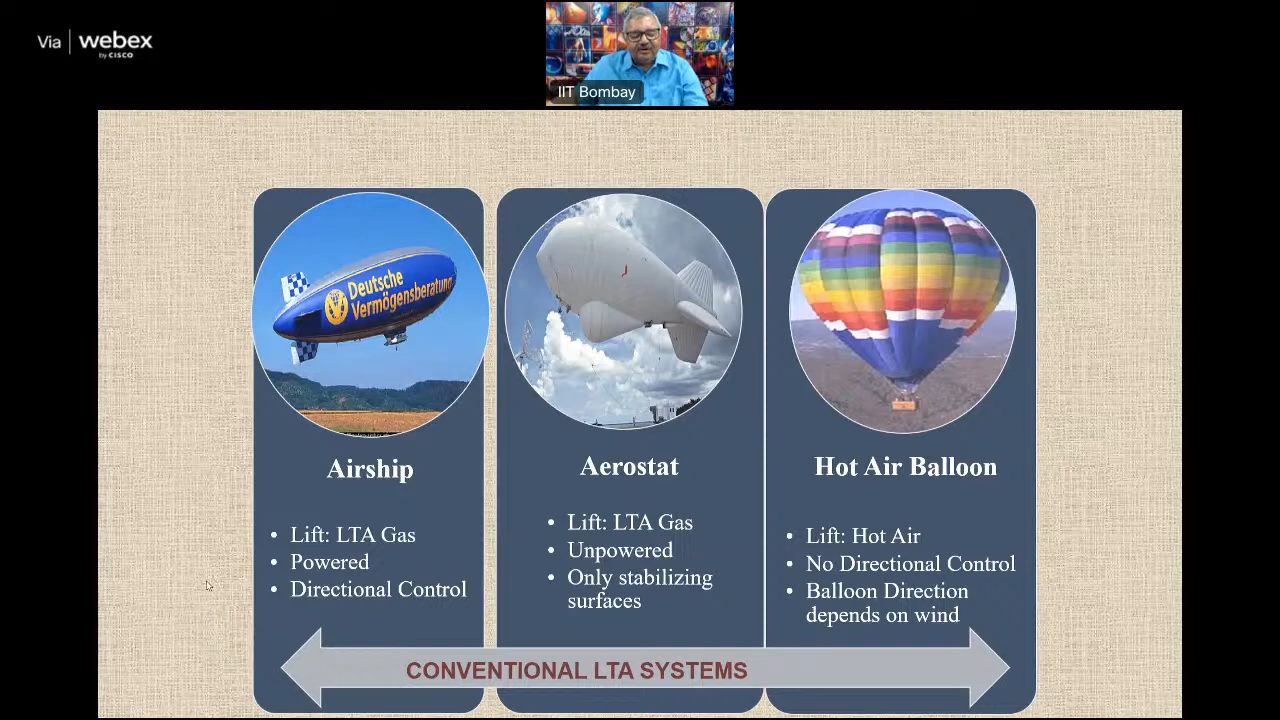 Via webex
by CISCO
IIT Bombay
Deutsche
Vermögensberatung
Airship
• Lift: LTA Gas
• Powered
• Directional Control
Aerostat
• Lift: LTA Gas
• Unpowered
• Only stabilizing
surfaces
Hot Air Balloon
• Lift: Hot Air
• No Directional Control
• Balloon Direction
depends on wind
CONVENTIONAL LTA SYSTEMS